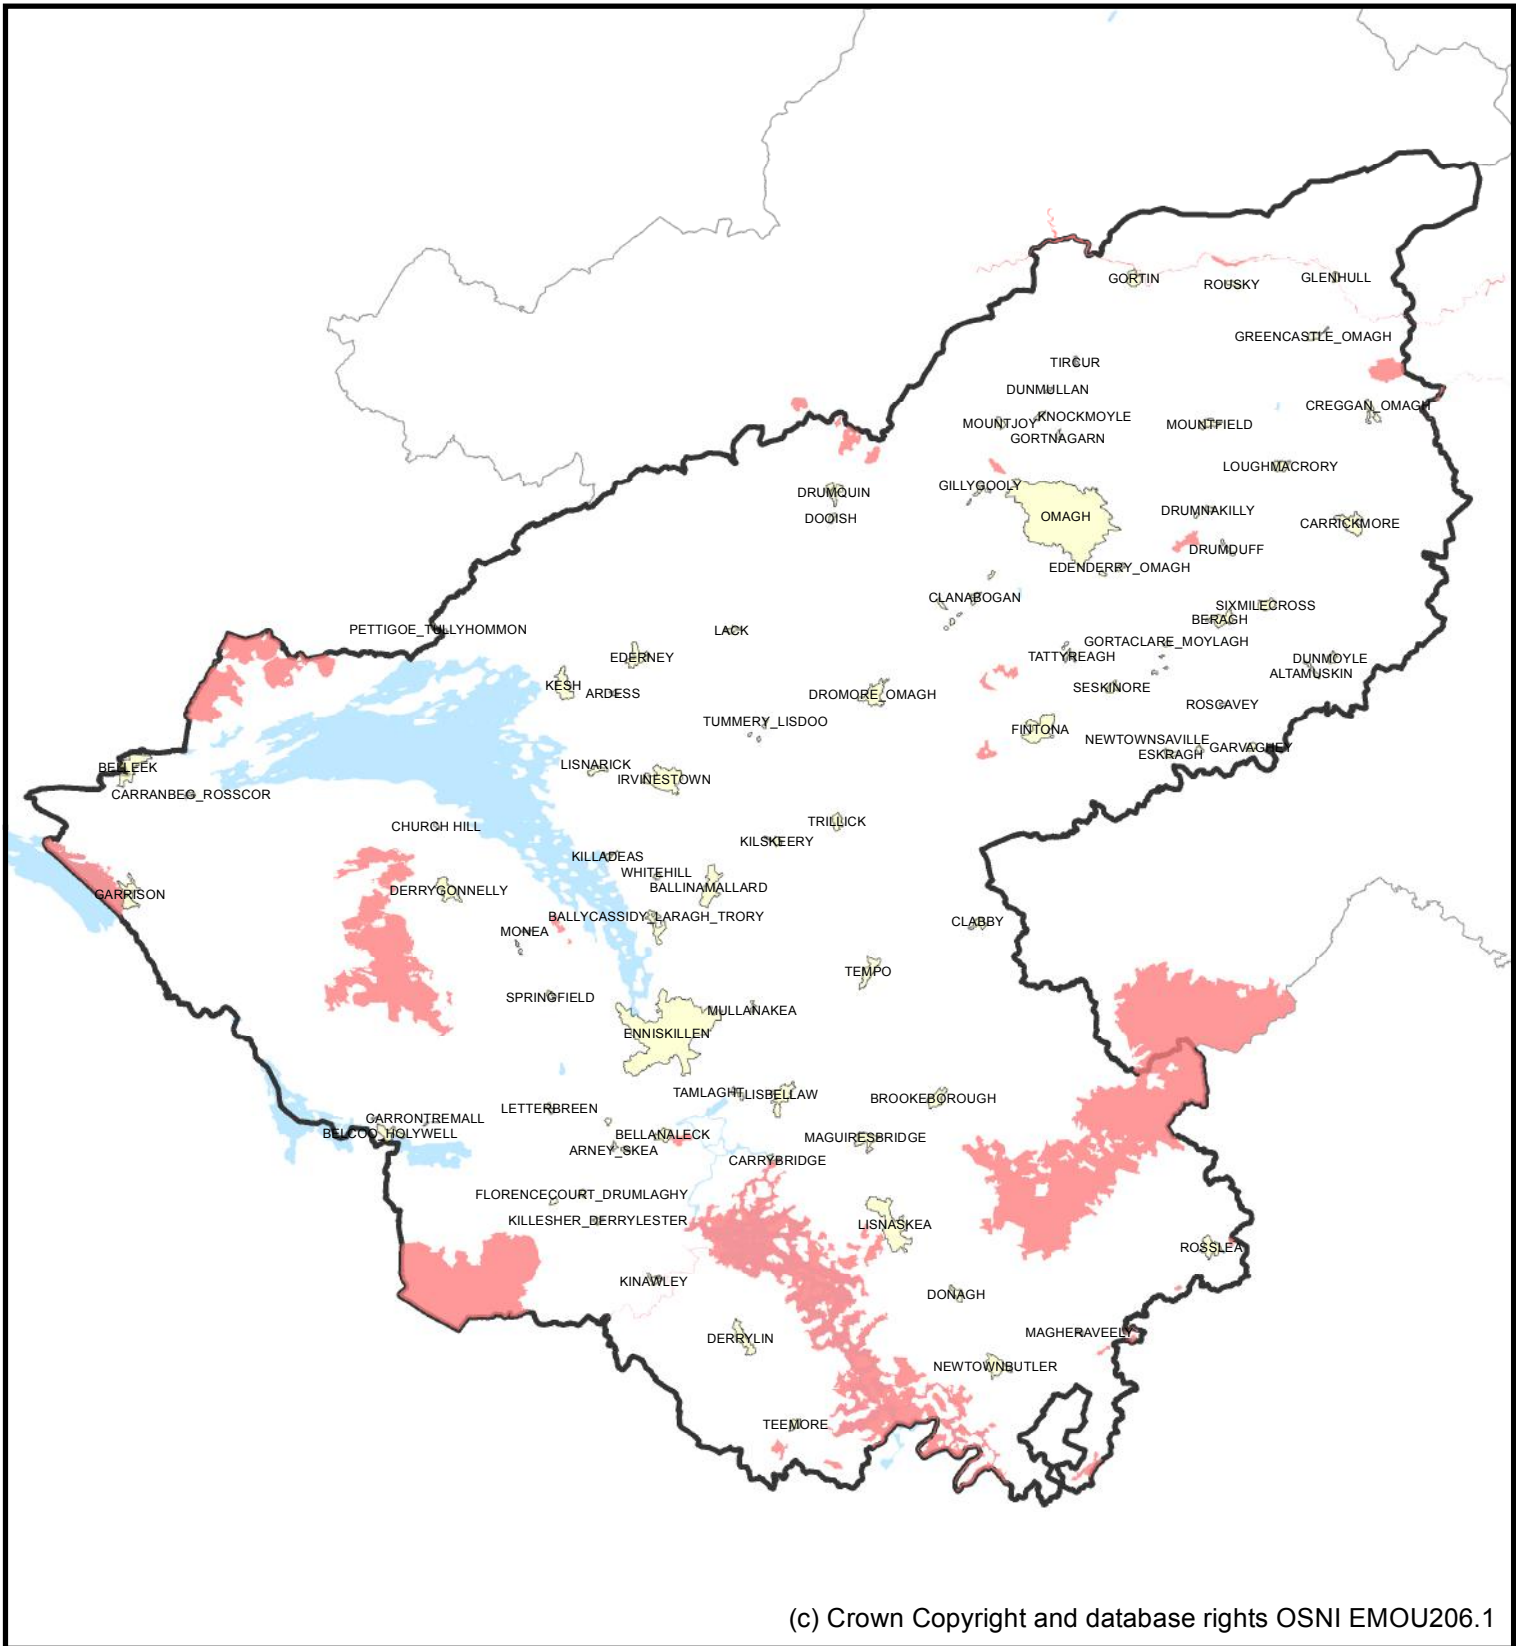 GORTIN
ROUSKY
GLENHULL
GREENCASTLE_OMAGH
TIRCUR
DUNMULLAN
CREGGAN_OMAGH
MOUNTJOY
KNOCKMOYLE
MOUNTFIELD
GORTNAGARN
LOUGHMACRORY
GILLYGOOLY
DRUMQUIN
DRUMNAKILLY
OMAGH
DOOISH
CARRICKMORE
DRUMDUFF
EDENDERRY_OMAGH
CLANABOGAN
SIXMILECROSS
BERAGH
PETTIGOE_TULLYHOMMON
LACK
GORTACLARE_MOYLAGH
EDERNEY
TATTYREAGH
DUNMOYLE
ALTAMUSKIN
KESH
ARDESS
DROMORE_OMAGH
SESKINORE
ROSCAVEY
TUMMERY_LISDOO
FINTONA
NEWTOWNSAVILLE
GARVAGHEY
ESKRAGH
BELLEEK
LISNARICK
IRVINESTOWN
CARRANBEG_ROSSCOR
CHURCH HILL
TRILLICK
KILSKEERY
KILLADEAS
WHITEHILL
BALLINAMALLARD
DERRYGONNELLY
GARRISON
BALLYCASSIDY_LARAGH_TRORY
CLABBY
MONEA
TEMPO
SPRINGFIELD
MULLANAKEA
ENNISKILLEN
TAMLAGHT
LISBELLAW
BROOKEBOROUGH
LETTERBREEN
CARRONTREMALL
BELCOO_HOLYWELL
BELLANALECK
MAGUIRESBRIDGE
ARNEY_SKEA
CARRYBRIDGE
FLORENCECOURT_DRUMLAGHY
KILLESHER_DERRYLESTER
LISNASKEA
ROSSLEA
KINAWLEY
DONAGH
DERRYLIN
MAGHERAVEELY
NEWTOWNBUTLER
TEEMORE
(c) Crown Copyright and database rights OSNI EMOU206.1